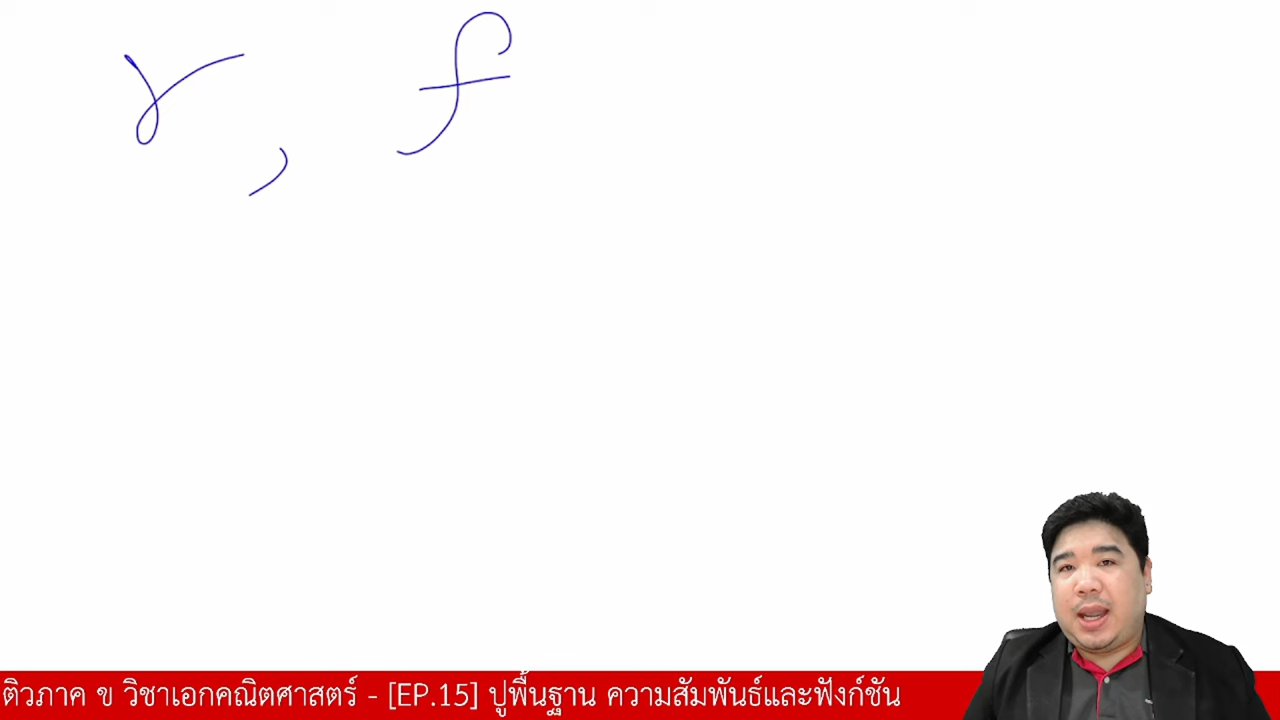 r, f
ติวภาค ข วิชาเอกคณิตศาสตร์ - [EP.15] ปูพื้นฐาน ความสัมพันธ์และฟังก์ชัน